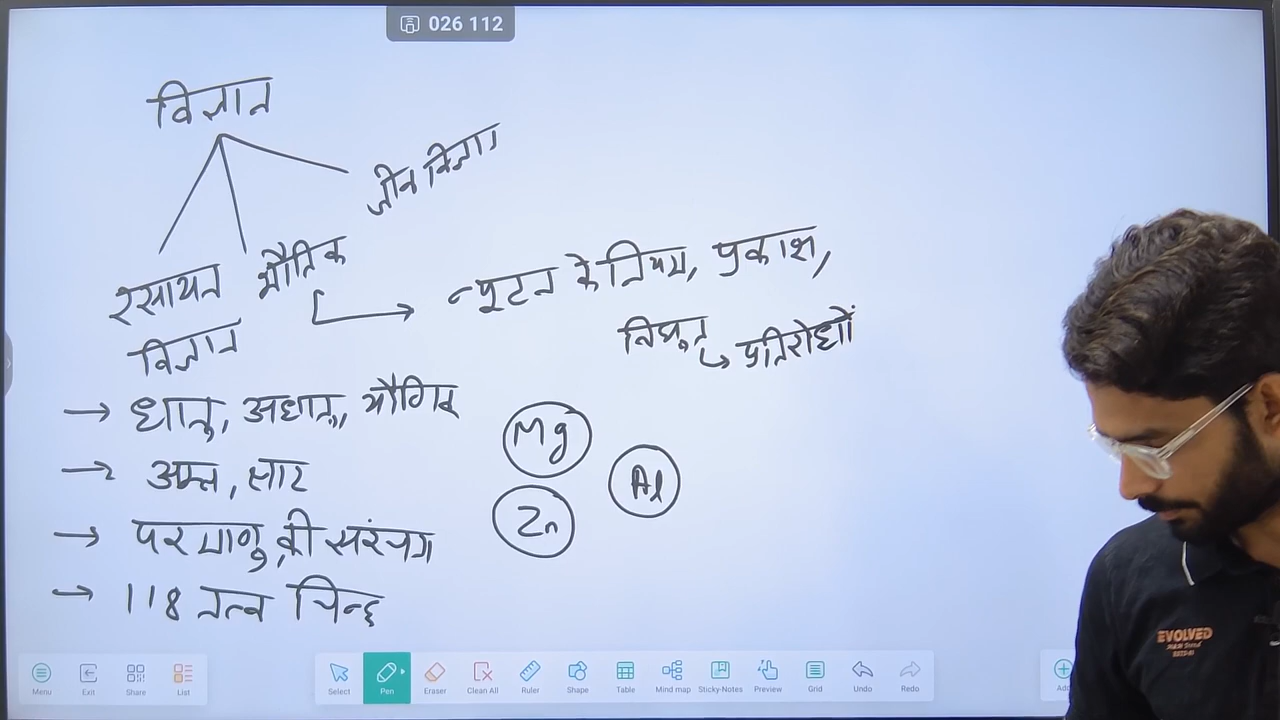 026 112
विज्ञान
जीव विज्ञान
रसायन भौतिक
विज्ञान
न्यूटन के नियम, प्रकाश,
विधुत
प्रतिरोधों
→ धातु, अधातु, यौगिक
→ अम्ल, क्षार
→ परमाणु की संरचना
→ 118 तत्व चिन्ह
Mg
Al
Zn
EVOLVED
Menu Exit Share List Select Pen Eraser Clean All Ruler Shape Table Mind map Sticky-Notes Preview Grid Undo Redo Add